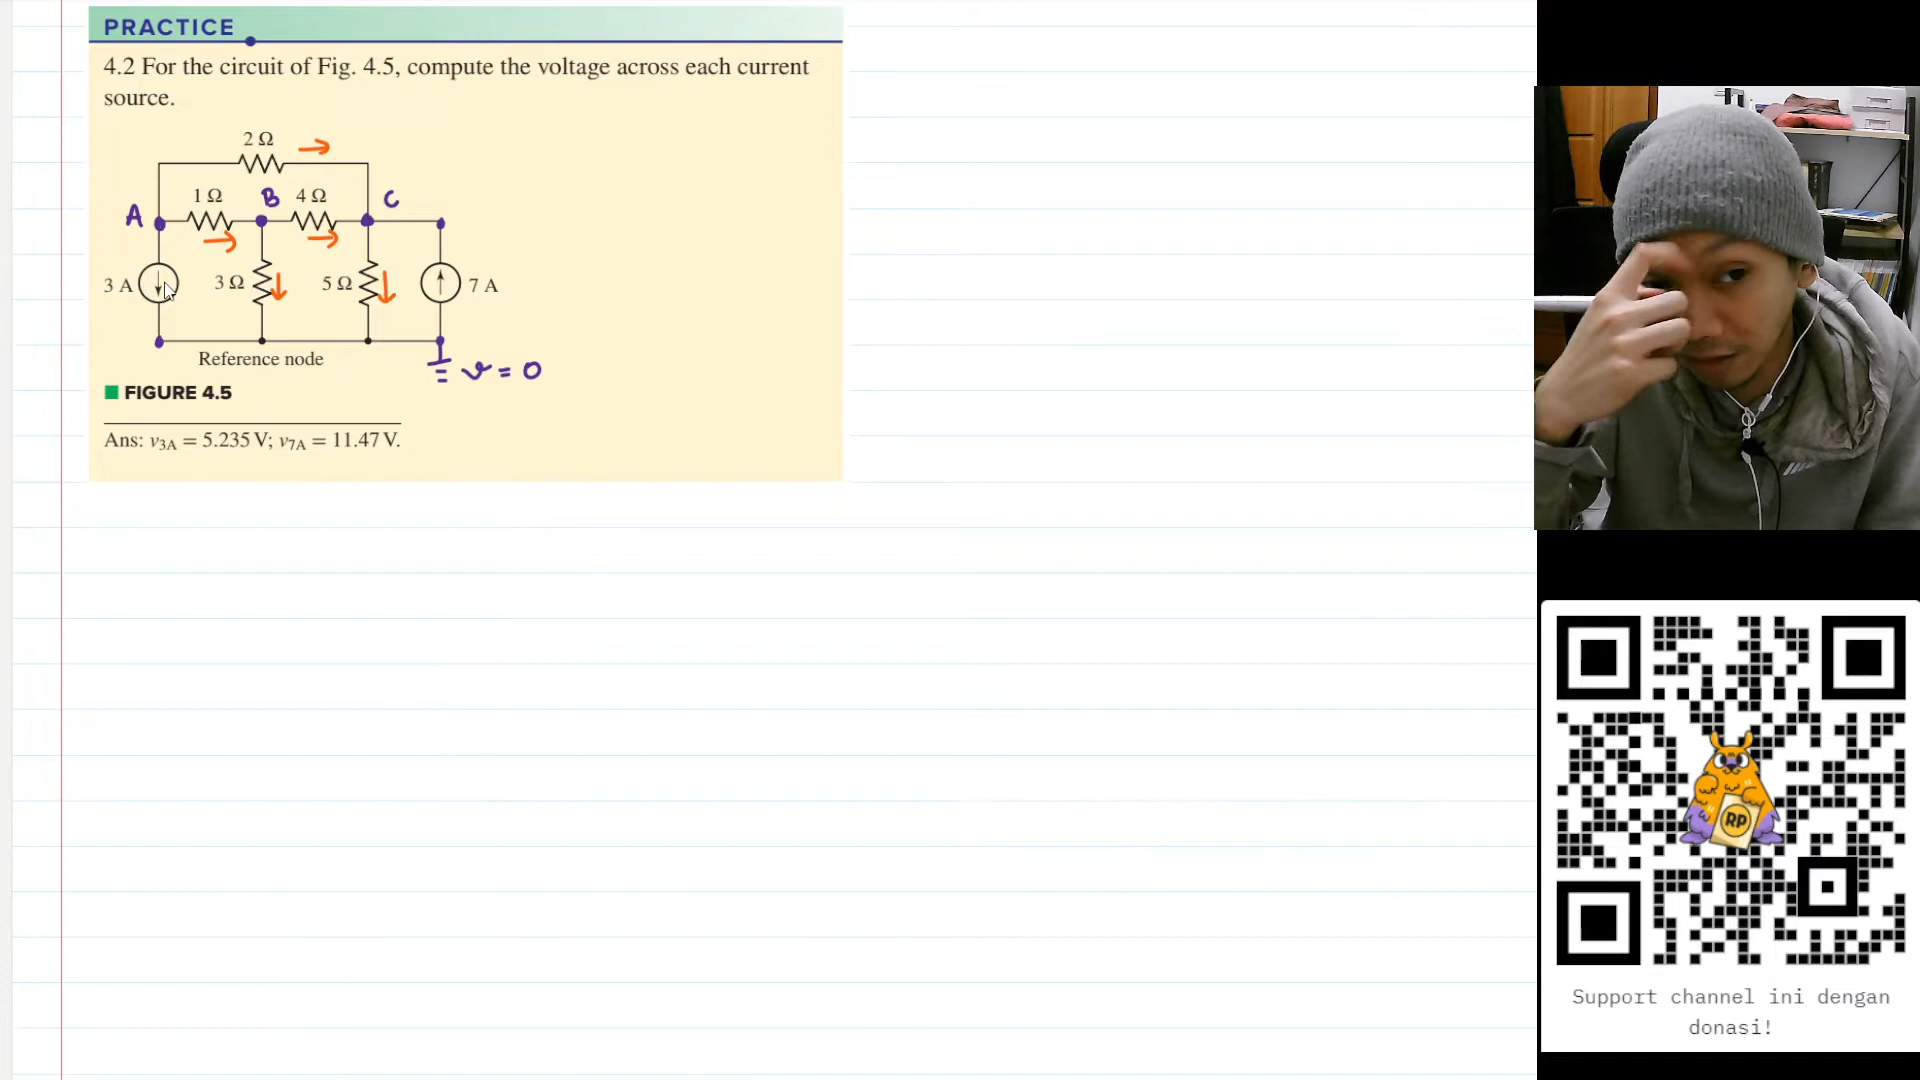 PRACTICE
4.2 For the circuit of Fig. 4.5, compute the voltage across each current
source.
2 Ω
1 Ω B 4 Ω C
A
3 A 3 Ω 5 Ω 7 A
Reference node
v = 0
FIGURE 4.5
Ans: v3A = 5.235 V; v7A = 11.47 V.
RP
Support channel ini dengan
donasi!